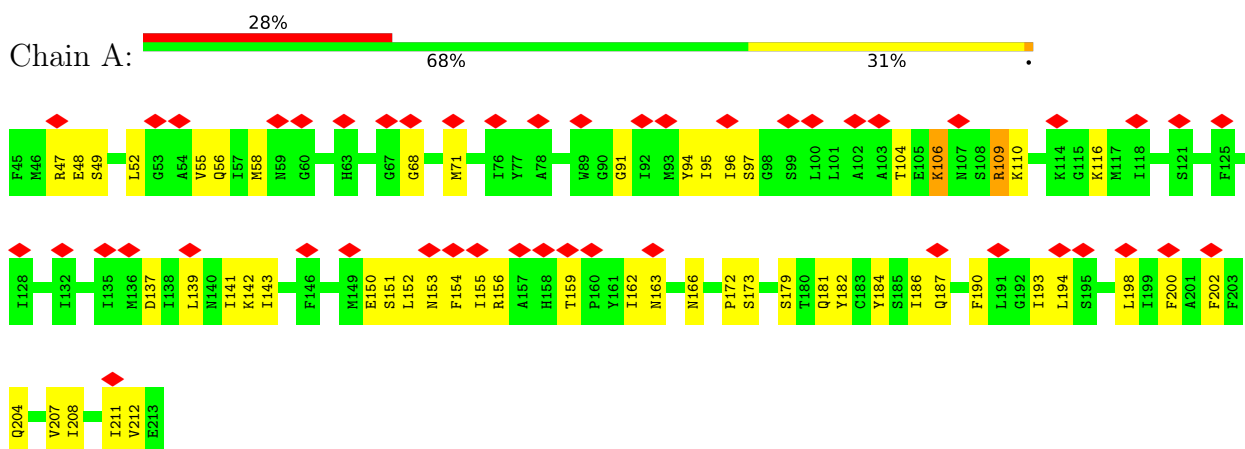 28%
Chain A:
68% 31% •
F45 M46 R47 E48 S49 L52 G53 A54 V55 Q56 I57 M58 N59 G60 H63 G67 G68 M71 I76 Y77 A78 W89 G90 G91 I92 M93 Y94 I95 I96 S97 G98 S99 L100 L101 A102 A103 T104 E105 K106 N107 S108 R109 K110 K114 G115 K116 M117 I118 S121 F125
I128 I132 I135 M136 D137 I138 L139 N140 I141 K142 I143 F146 M149 E150 S151 L152 N153 F154 I155 R156 A157 H158 T159 P160 Y161 I162 N163 N166 P172 S173 S179 T180 Q181 Y182 C183 Y184 S185 I186 Q187 F190 L191 G192 I193 L194 S195 L198 I199 F200 A201 F202 F203
Q204 V207 I208 I211 V212 E213